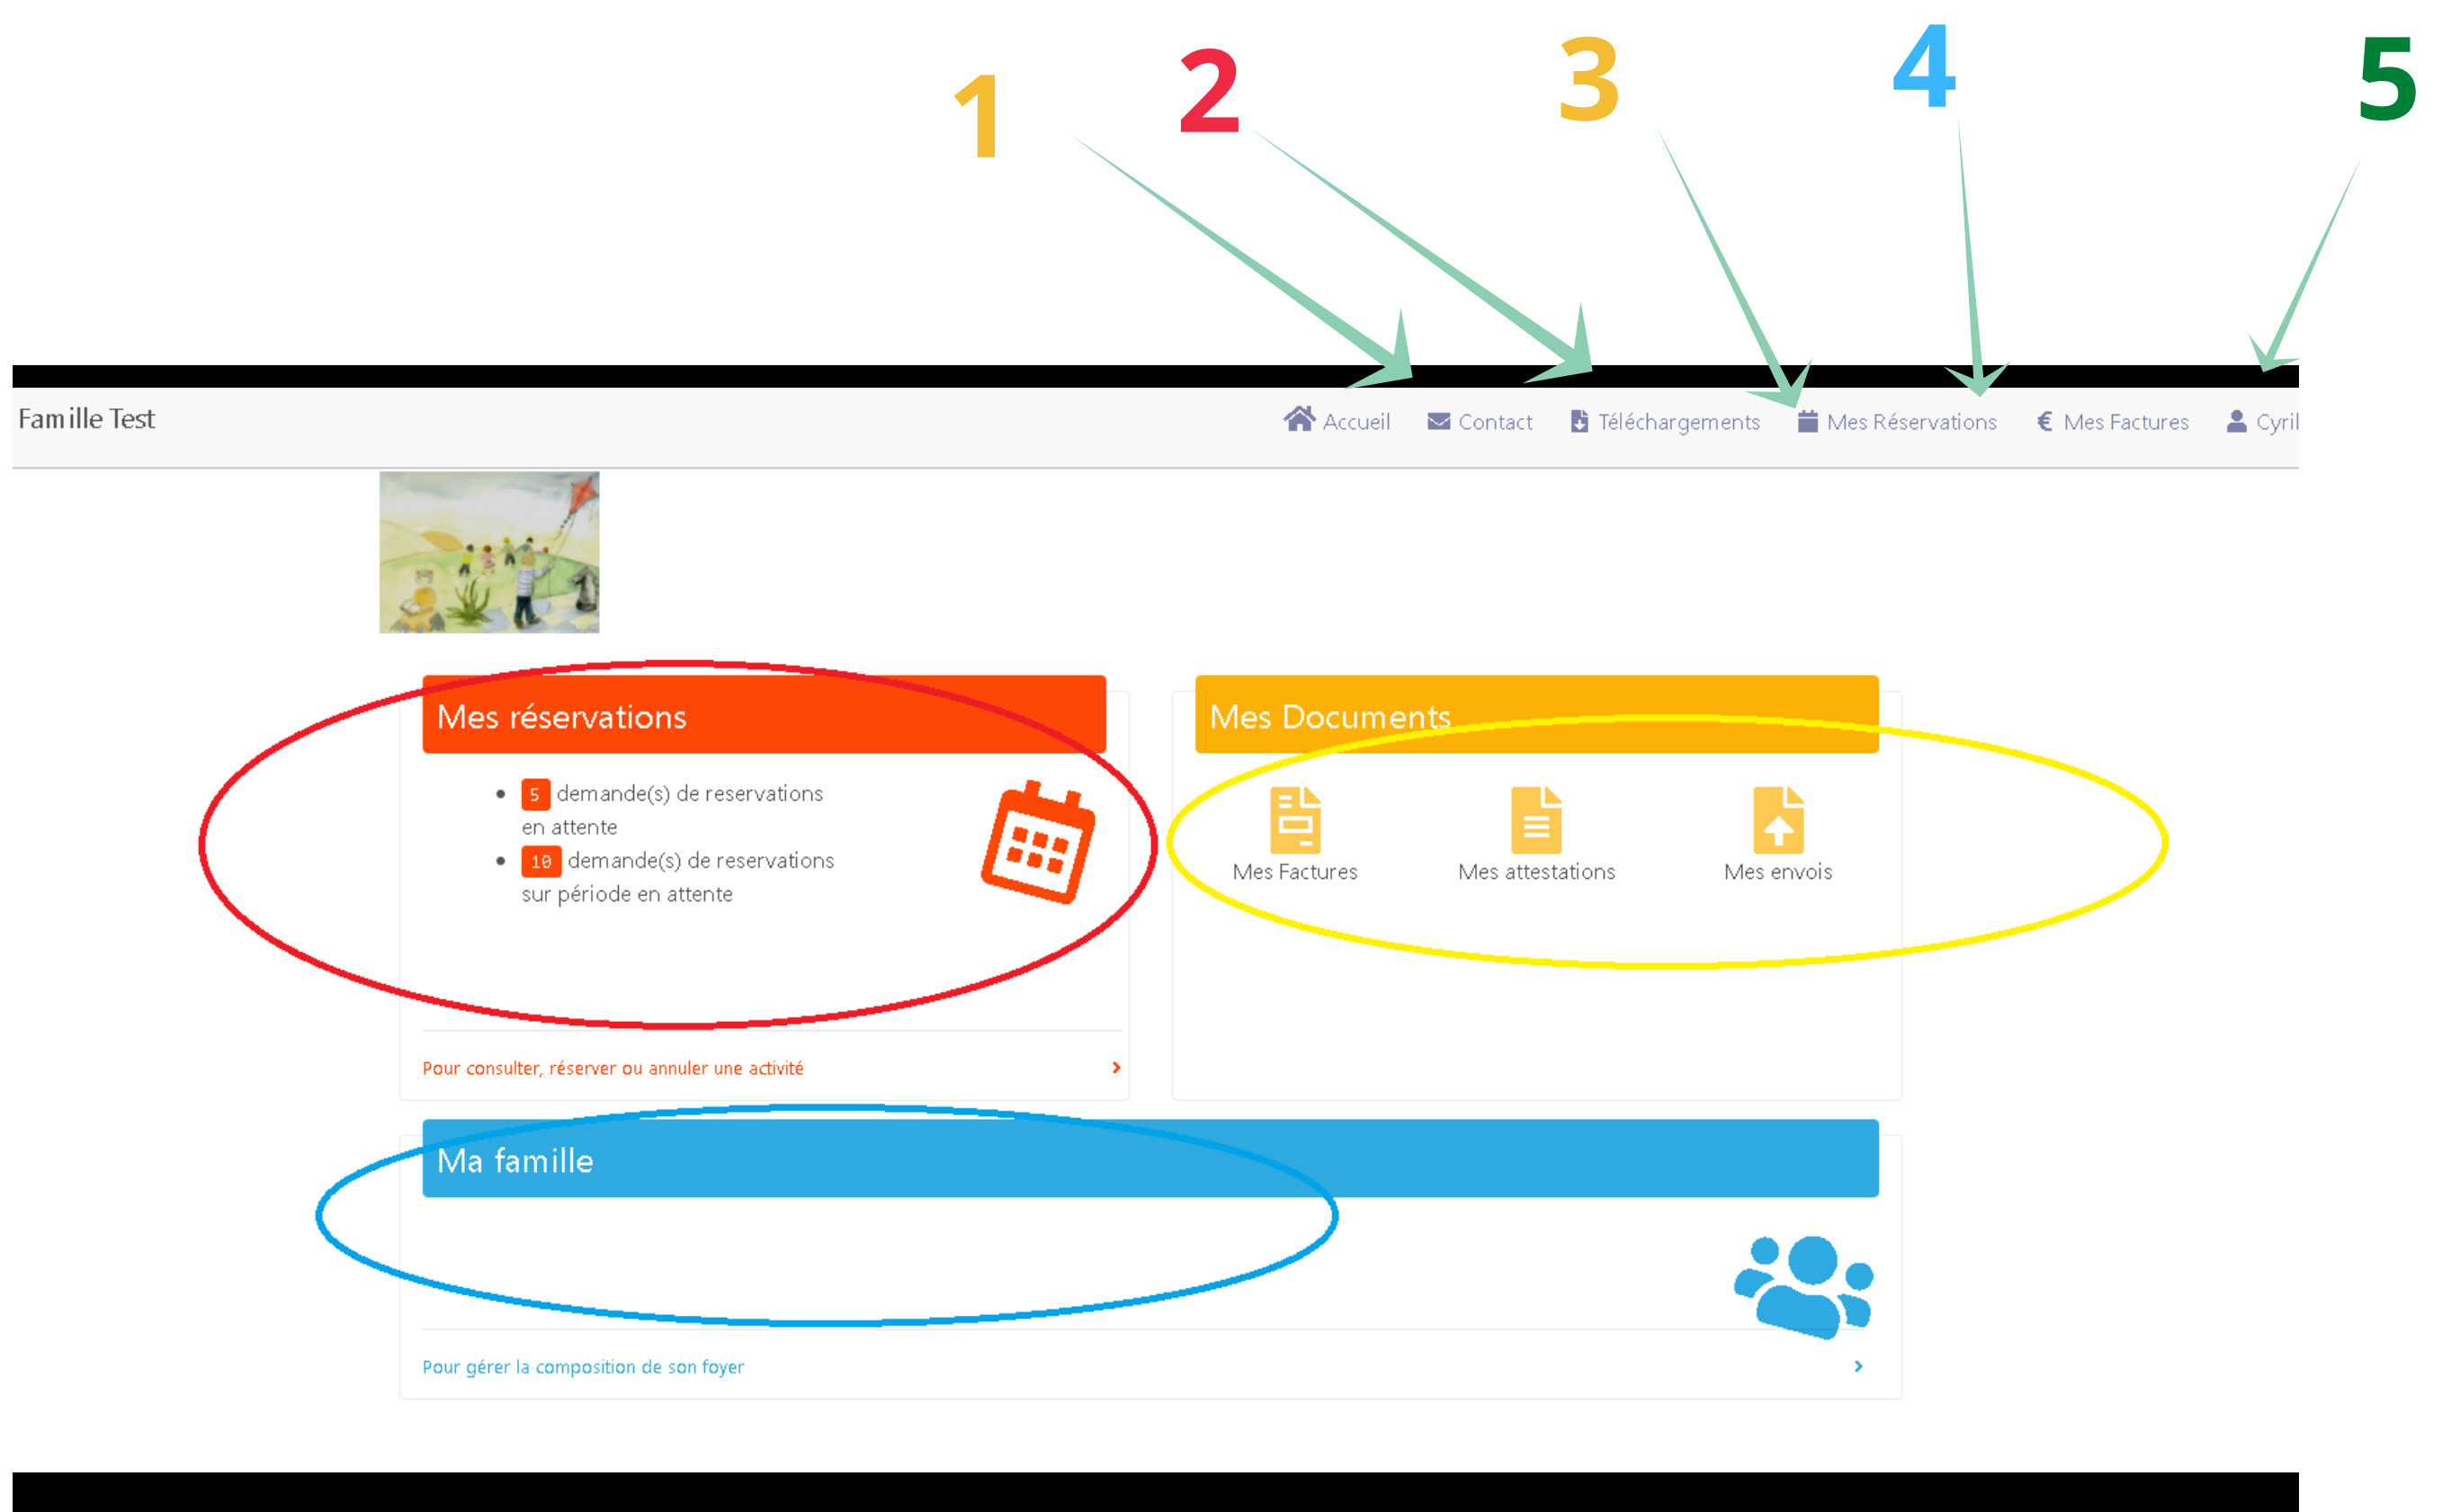 1 2 3 4 5
Famille Test
Accueil Contact Téléchargements Mes Réservations € Mes Factures Cyril
Mes réservations
5 demande(s) de reservations
en attente
10 demande(s) de reservations
sur période en attente
Pour consulter, réserver ou annuler une activité
Mes Documents
Mes Factures Mes attestations Mes envois
Ma famille
Pour gérer la composition de son foyer